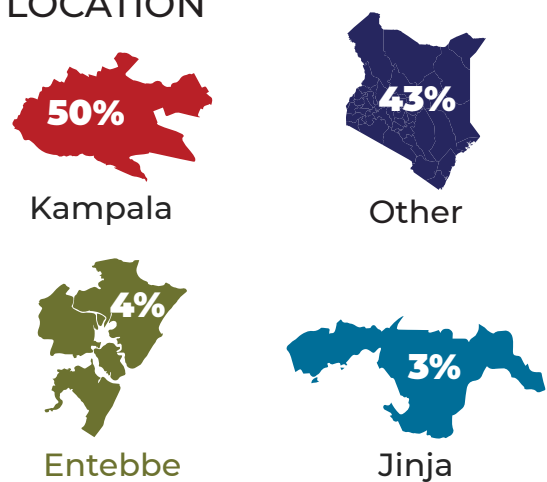 LOCATION
50%
Kampala
43%
Other
4%
Entebbe
3%
Jinja